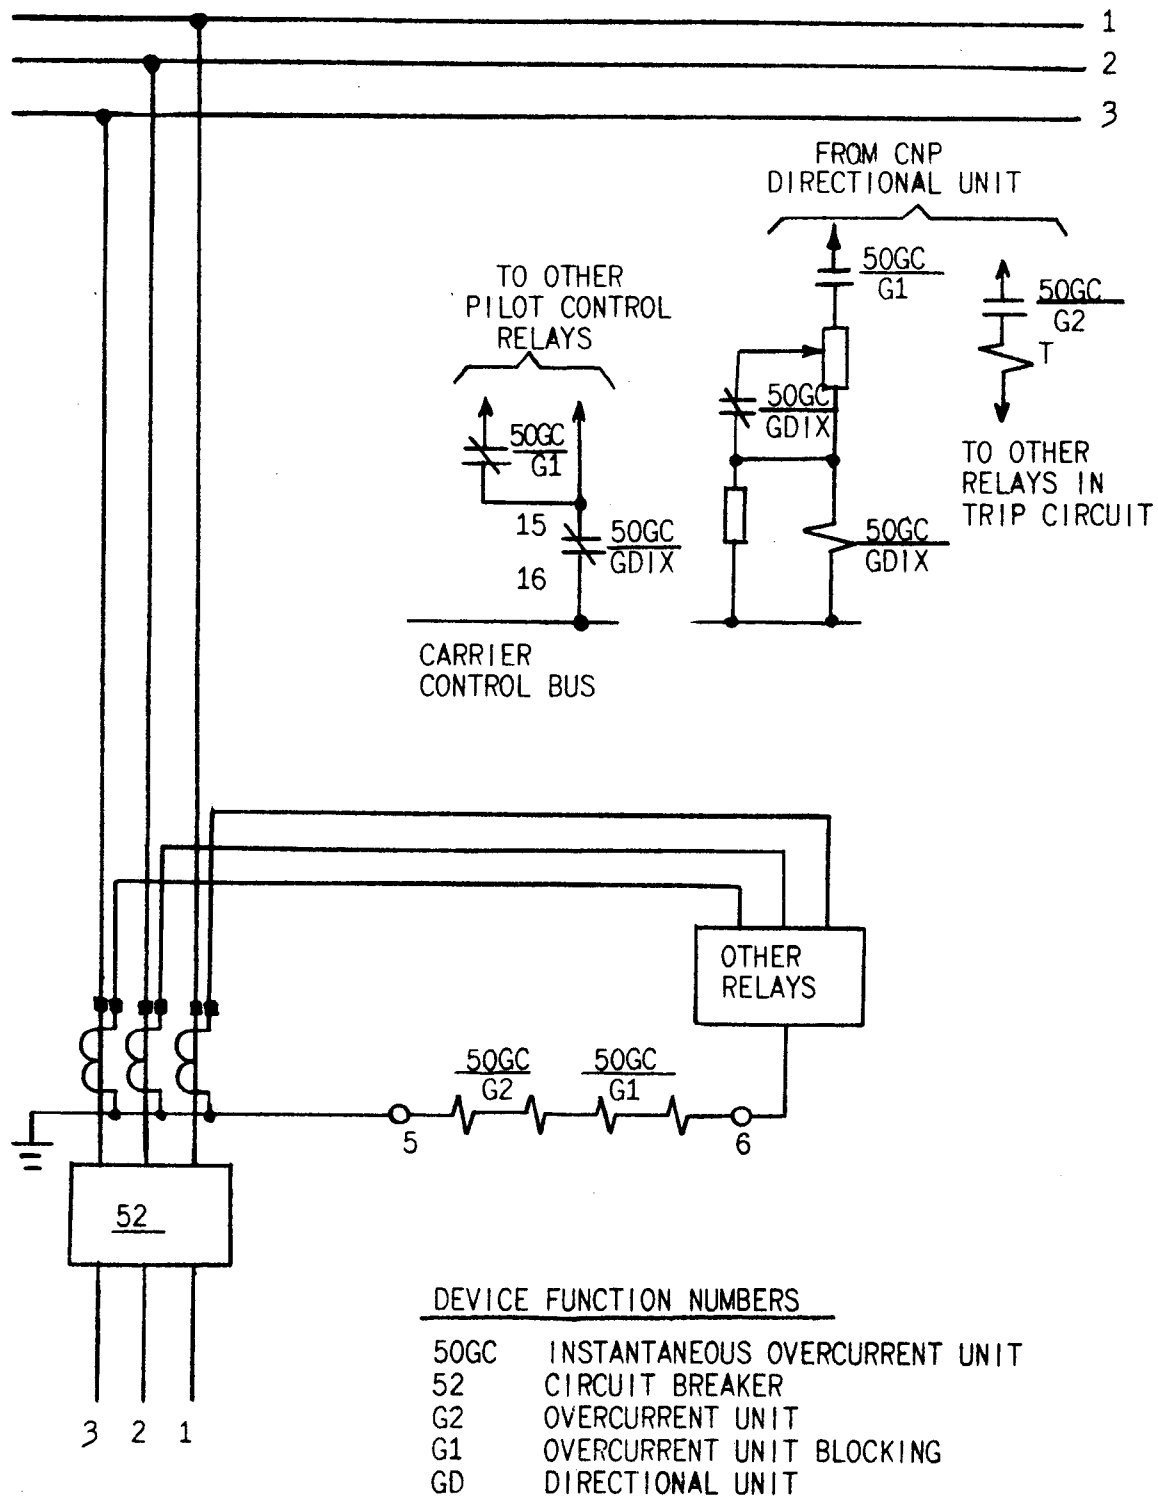 1
2
3
FROM CNP
DIRECTIONAL UNIT
50GC
G1
50GC
G2
T
TO OTHER
PILOT CONTROL
RELAYS
50GC
GDIX
50GC
G1
TO OTHER
RELAYS IN
TRIP CIRCUIT
15
50GC
GDIX
50GC
GDIX
16
CARRIER
CONTROL BUS
OTHER
RELAYS
50GC
G2
50GC
G1
5
6
52
3 2 1
DEVICE FUNCTION NUMBERS
50GC INSTANTANEOUS OVERCURRENT UNIT
52 CIRCUIT BREAKER
G2 OVERCURRENT UNIT
G1 OVERCURRENT UNIT BLOCKING
GD DIRECTIONAL UNIT